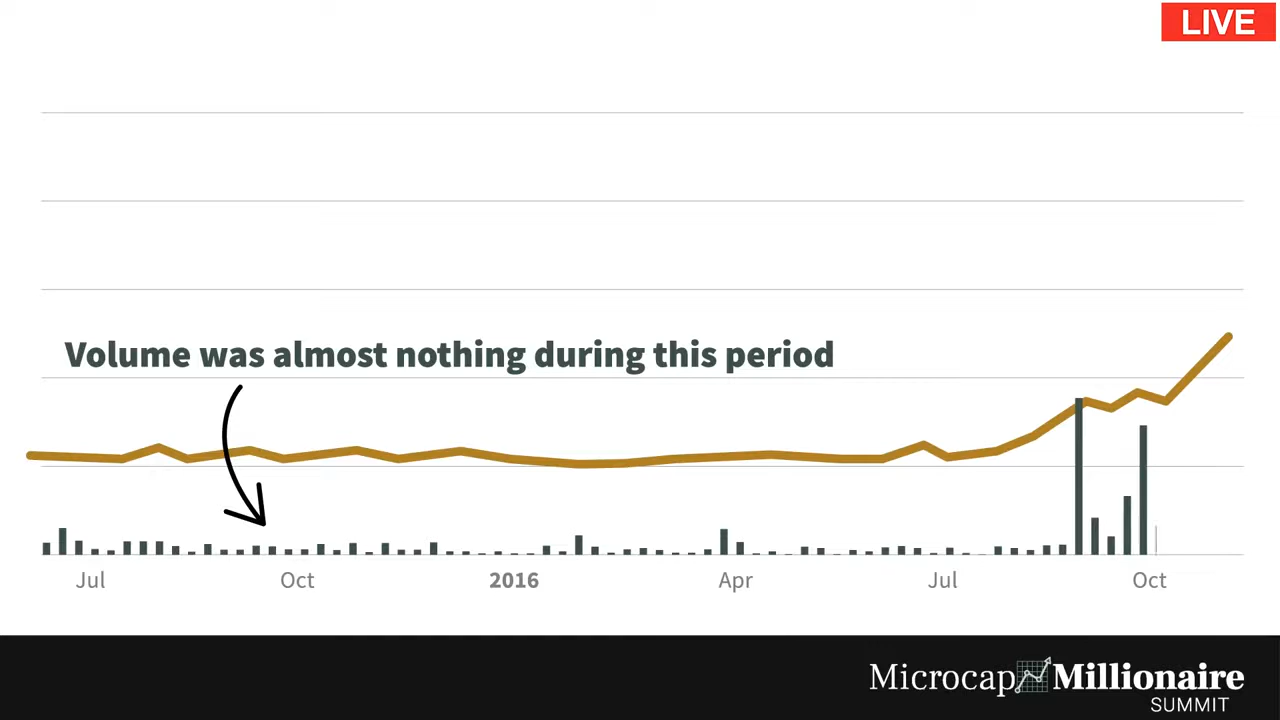 LIVE
Volume was almost nothing during this period
Jul Oct 2016 Apr Jul Oct
Microcap Millionaire
SUMMIT